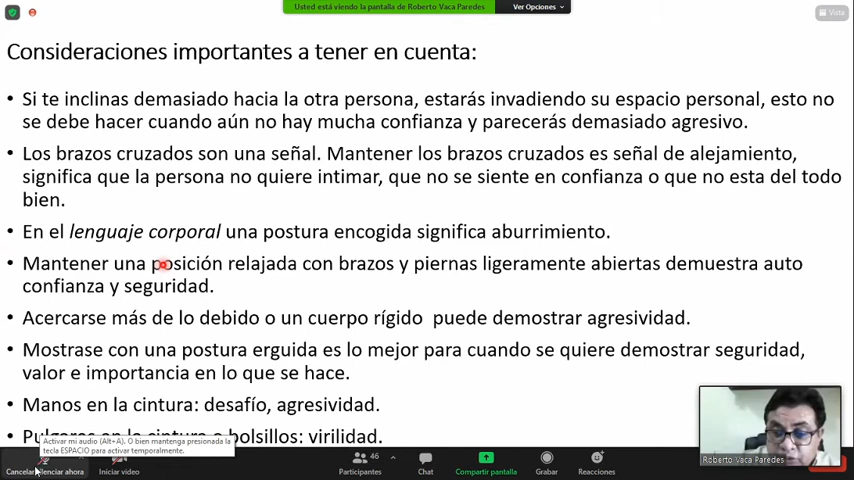 Usted está viendo la pantalla de Roberto Vaca Paredes
Ver Opciones
Vista
Consideraciones importantes a tener en cuenta:
• Si te inclinas demasiado hacia la otra persona, estarás invadiendo su espacio personal, esto no
se debe hacer cuando aún no hay mucha confianza y parecerás demasiado agresivo.
• Los brazos cruzados son una señal. Mantener los brazos cruzados es señal de alejamiento,
significa que la persona no quiere intimar, que no se siente en confianza o que no esta del todo
bien.
• En el lenguaje corporal una postura encogida significa aburrimiento.
• Mantener una posición relajada con brazos y piernas ligeramente abiertas demuestra auto
confianza y seguridad.
• Acercarse más de lo debido o un cuerpo rígido puede demostrar agresividad.
• Mostrase con una postura erguida es lo mejor para cuando se quiere demostrar seguridad,
valor e importancia en lo que se hace.
• Manos en la cintura: desafío, agresividad.
• Pulgares en la cintura o bolsillos: virilidad.
Activar mi audio (Alt+A). O bien mantenga presionada la
tecla ESPACIO para activar temporalmente.
Roberto Vaca Paredes
46
Iniciar video
Participantes
Chat
Compartir pantalla
Grabar
Reacciones